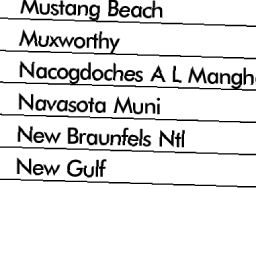 Mustang Beach
Muxworthy
Nacogdoches A L Mangh
Navasota Muni
New Braunfels Ntl
New Gulf